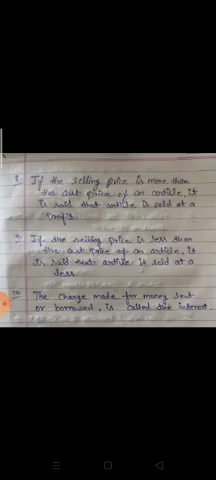 8. If the selling price is more than
the cost price of an article, it
is said that article is sold at a
profit
9. If the selling price is less than
the cost price of an article, it
is said that article is sold at a
loss
10. The charge made for money lent
or borrowed, is called the interest.